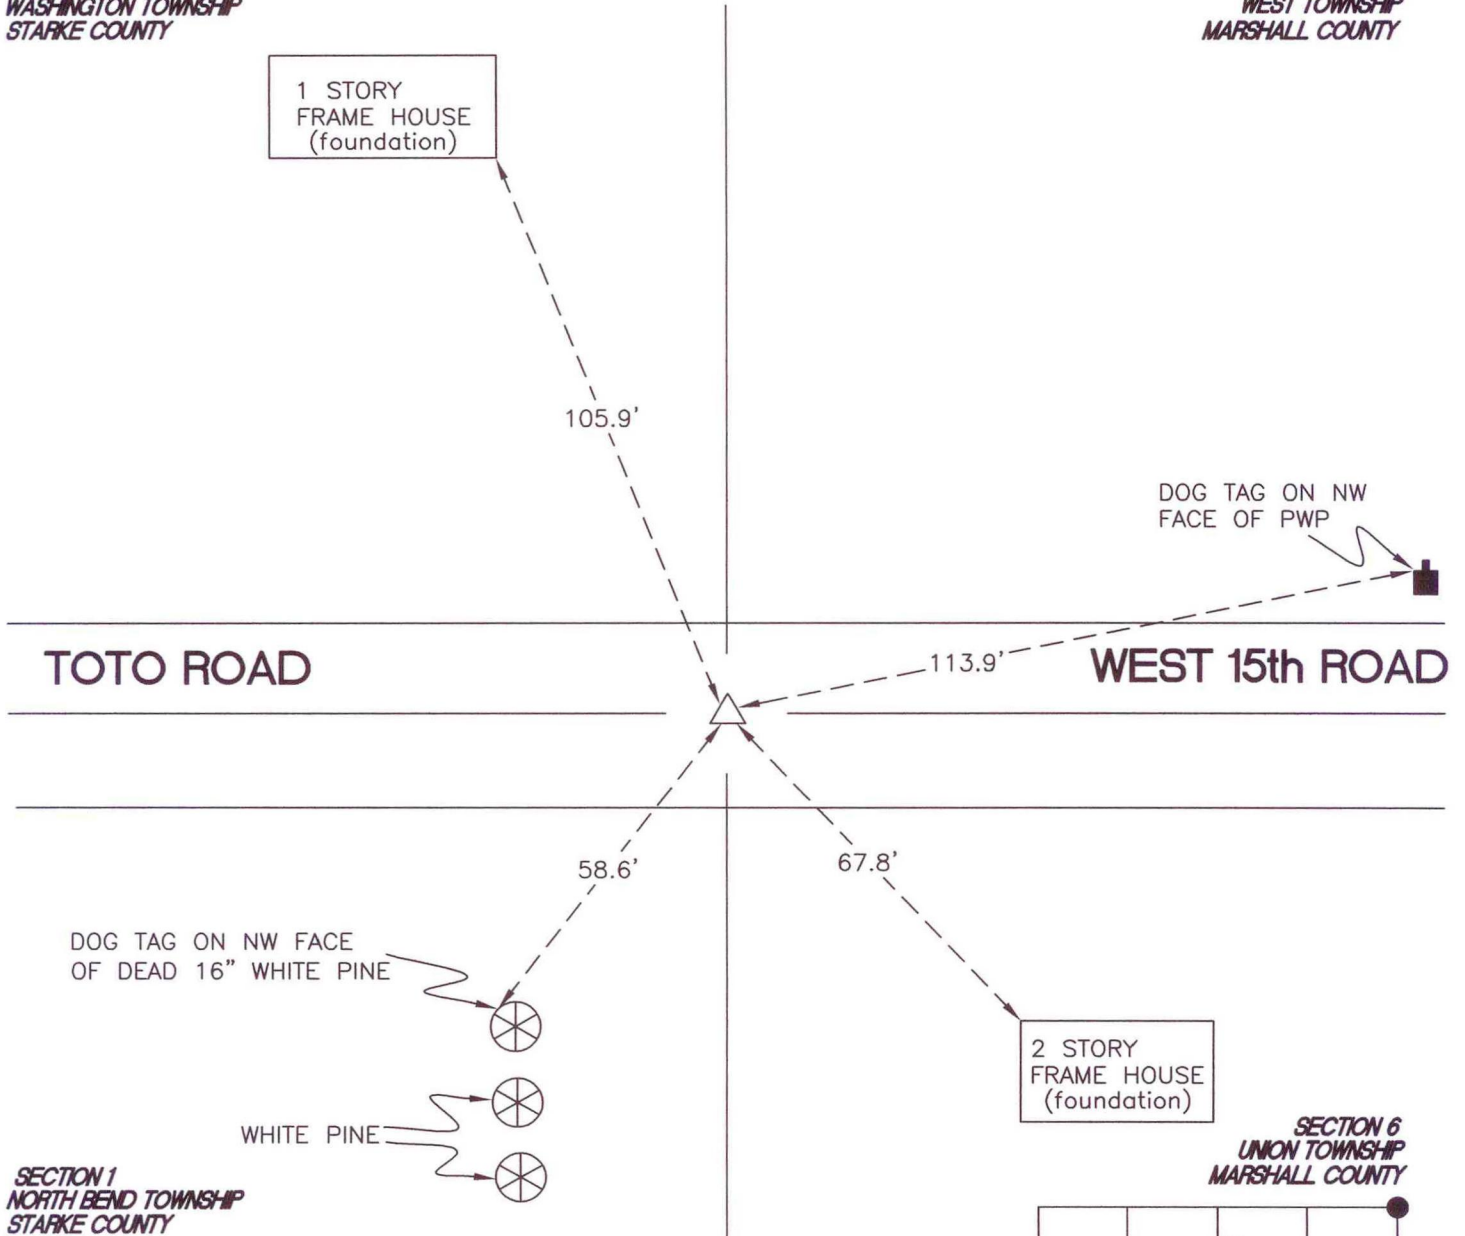 WASHINGTON TOWNSHIP
STARKE COUNTY
WEST TOWNSHIP
MARSHALL COUNTY
1 STORY
FRAME HOUSE
(foundation)
105.9'
DOG TAG ON NW
FACE OF PWP
TOTO ROAD
113.9'
WEST 15th ROAD
58.6'
67.8'
DOG TAG ON NW FACE
OF DEAD 16" WHITE PINE
2 STORY
FRAME HOUSE
(foundation)
WHITE PINE
SECTION 1
NORTH BEND TOWNSHIP
STARKE COUNTY
SECTION 6
UNION TOWNSHIP
MARSHALL COUNTY